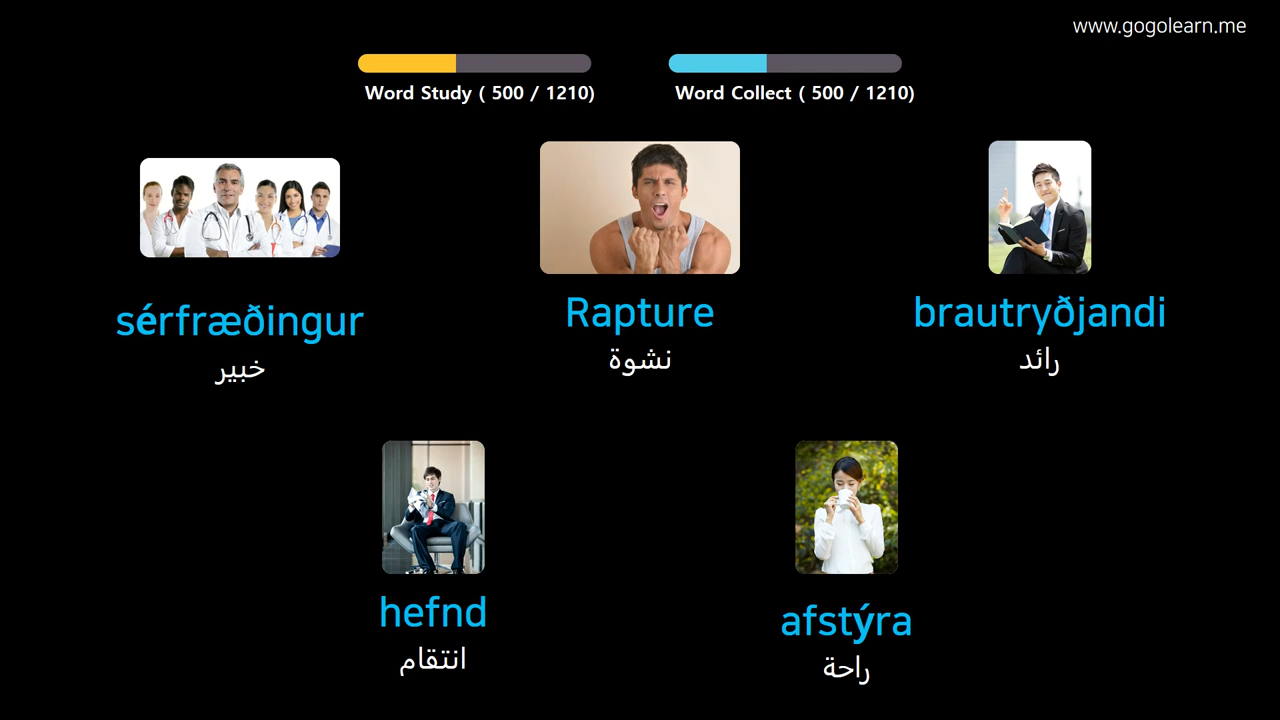 www.gogolearn.me
Word Study ( 500 / 1210)
Word Collect ( 500 / 1210)
sérfræðingur
خبير
Rapture
نشوة
brautryðjandi
رائد
hefnd
انتقام
afstýra
راحة